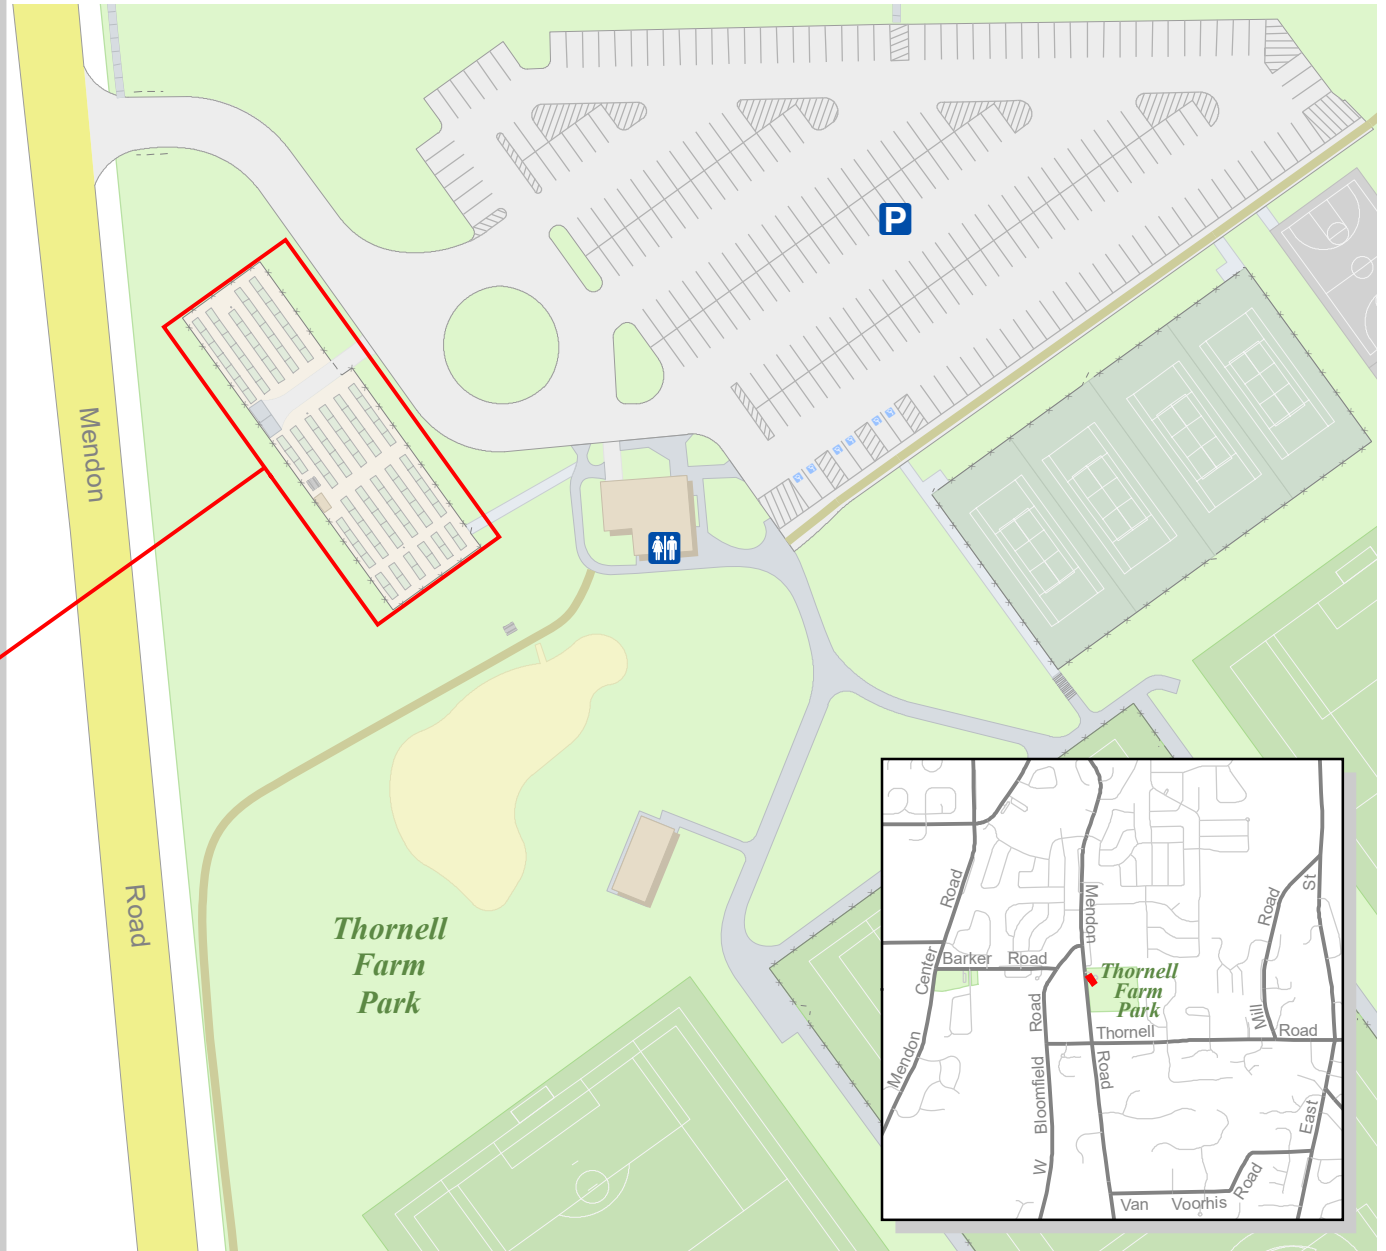 P
Mendon
Road
Thornell
Farm
Park
Road
Mendon
Road
St
Center
Barker Road
Thornell
Farm
Park
Road
Mill
Thornell
Road
Mendon
Road
Bloomfield
W
East
Road
Van Voorhis